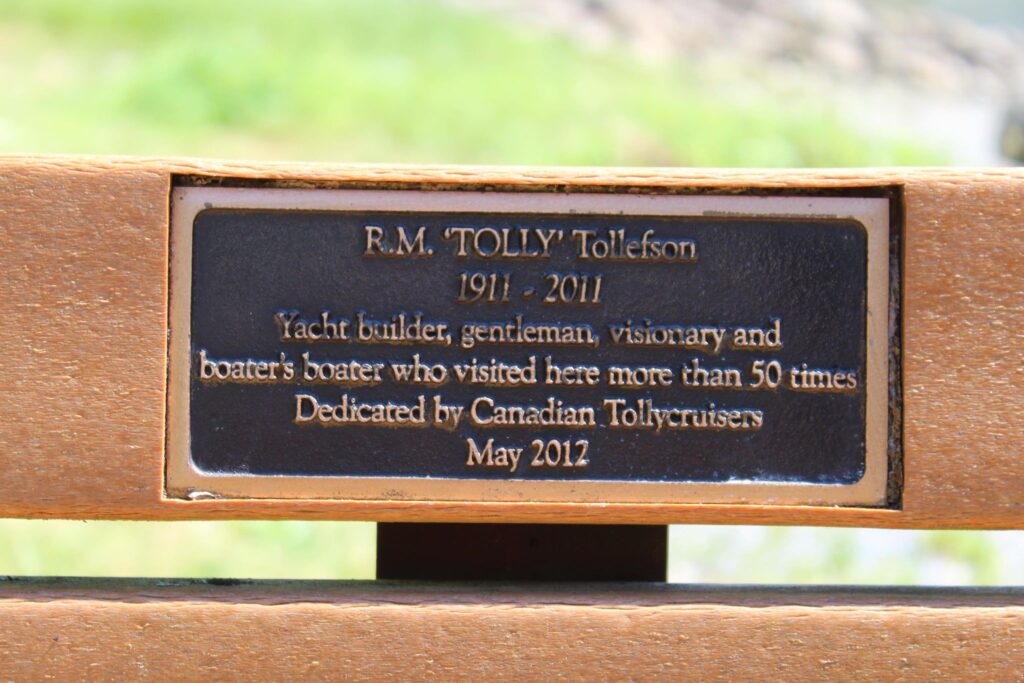 R.M. 'TOLLY' Tollefson
1911 - 2011
Yacht builder, gentleman, visionary and
boater's boater who visited here more than 50 times
Dedicated by Canadian Tollycruisers
May 2012